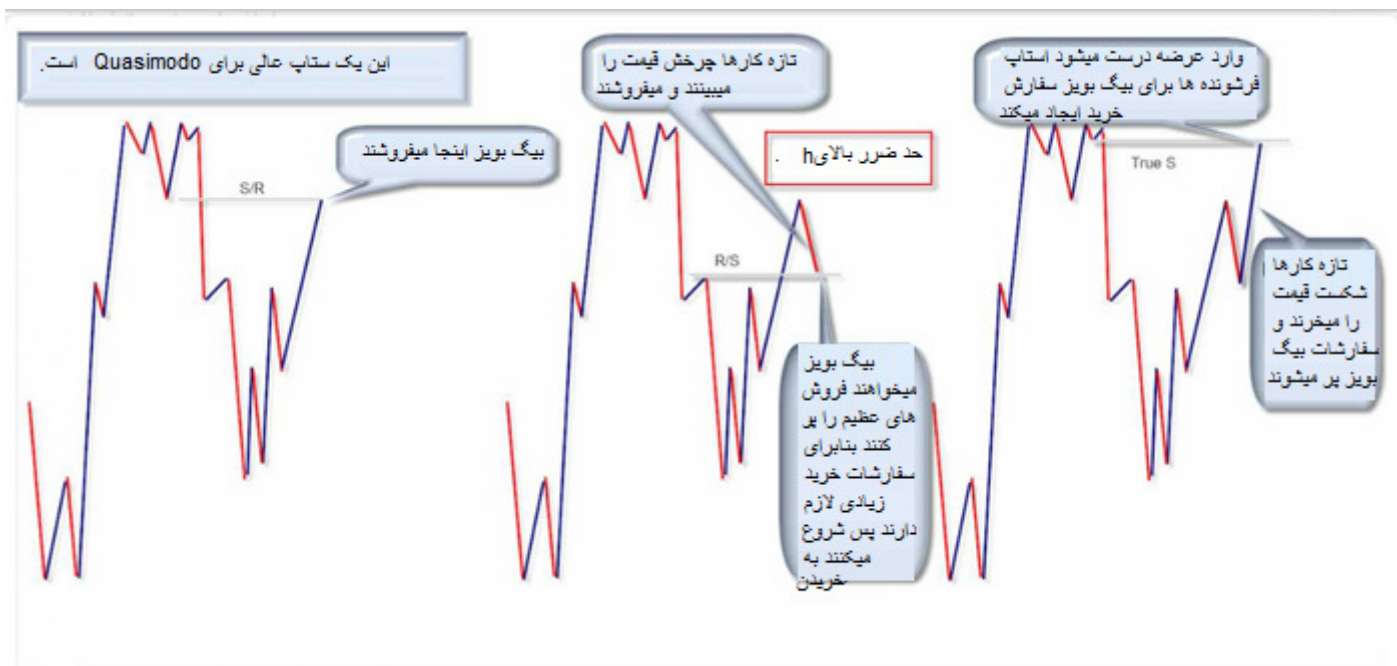 این یک ستاپ عالی برای Quasimodo است.
بیگ بویز اینجا میفروشند
S/R
تازه کارها چرخش قیمت را
میبینند و میفروشند
حد ضرر بالایh .
R/S
بیگ بویز
میخواهند فروش
های عظیم را پر
کنند بنابرای
سفارشات خرید
زیادی لازم
دارند پس شروع
میکنند به
خریدن
وارد عرضه درست میشود استاپ
فرشونده ها برای بیگ بویز سفارش
خرید ایجاد میکند
True S
تازه کارها
شکست قیمت
را میخرند و
سفارشات بیگ
بویز پر میشوند